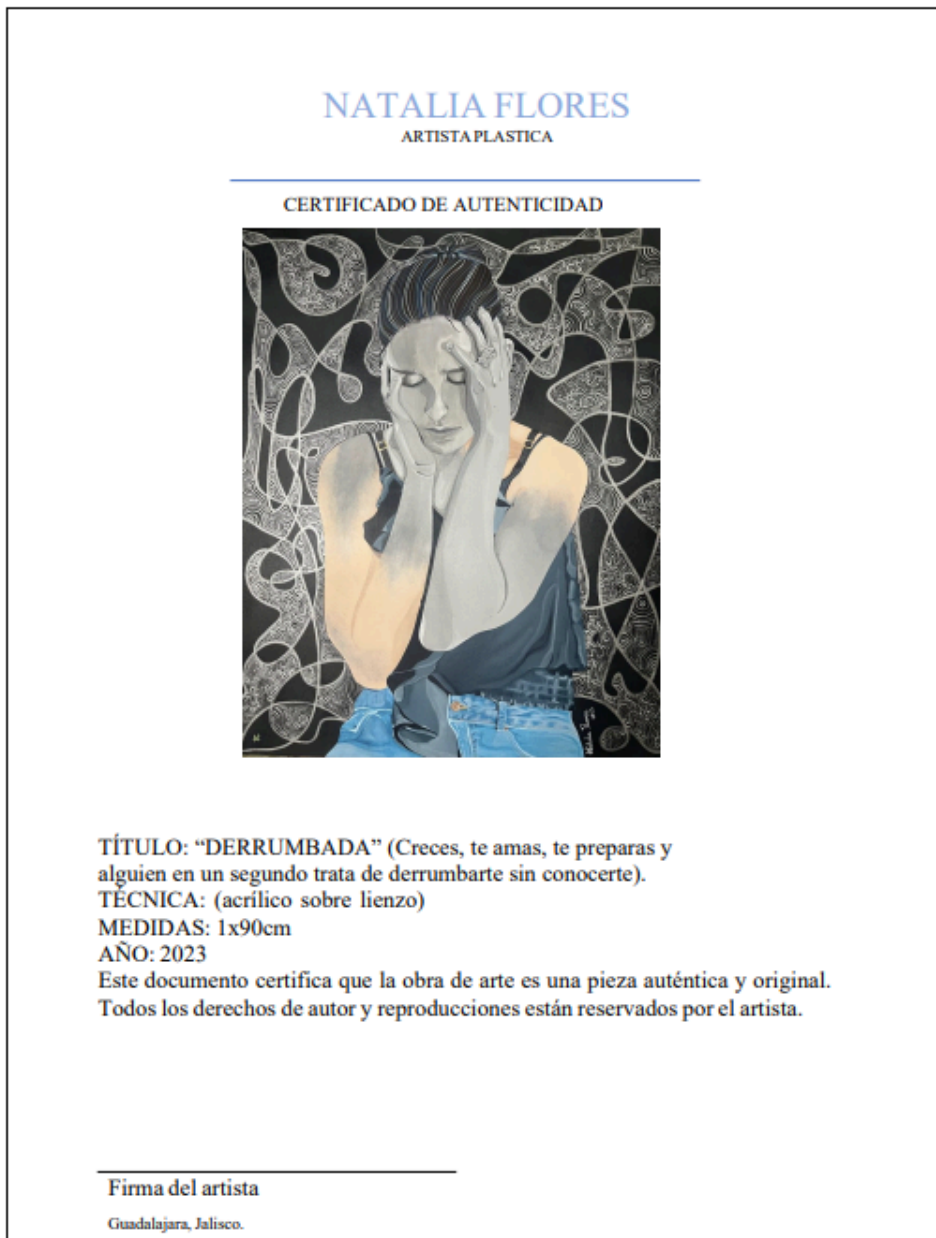 NATALIA FLORES
ARTISTA PLASTICA
CERTIFICADO DE AUTENTICIDAD
TÍTULO: “DERRUMBADA” (Creces, te amas, te preparas y
alguien en un segundo trata de derrumbarte sin conocerte).
TÉCNICA: (acrílico sobre lienzo)
MEDIDAS: 1x90cm
AÑO: 2023
Este documento certifica que la obra de arte es una pieza auténtica y original.
Todos los derechos de autor y reproducciones están reservados por el artista.
Firma del artista
Guadalajara, Jalisco.